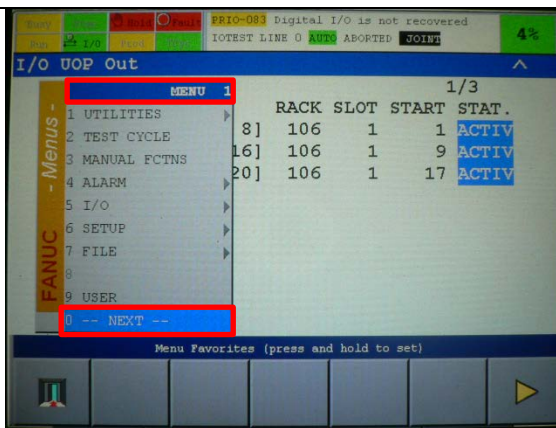 Busy Step Hold Fault PRIO-083 Digital I/O is not recovered
Run I/O Prod IOTEST LINE 0 AUTO ABORTED JOINT 4%
I/O UOP Out
1/3
MENU 1
RACK SLOT START STAT.
1 UTILITIES
8] 106 1 1 ACTIV
2 TEST CYCLE
16] 106 1 9 ACTIV
3 MANUAL FCTNS
20] 106 1 17 ACTIV
4 ALARM
5 I/O
6 SETUP
7 FILE
8
9 USER
0 -- NEXT --
FANUC - Menus -
Menu Favorites (press and hold to set)